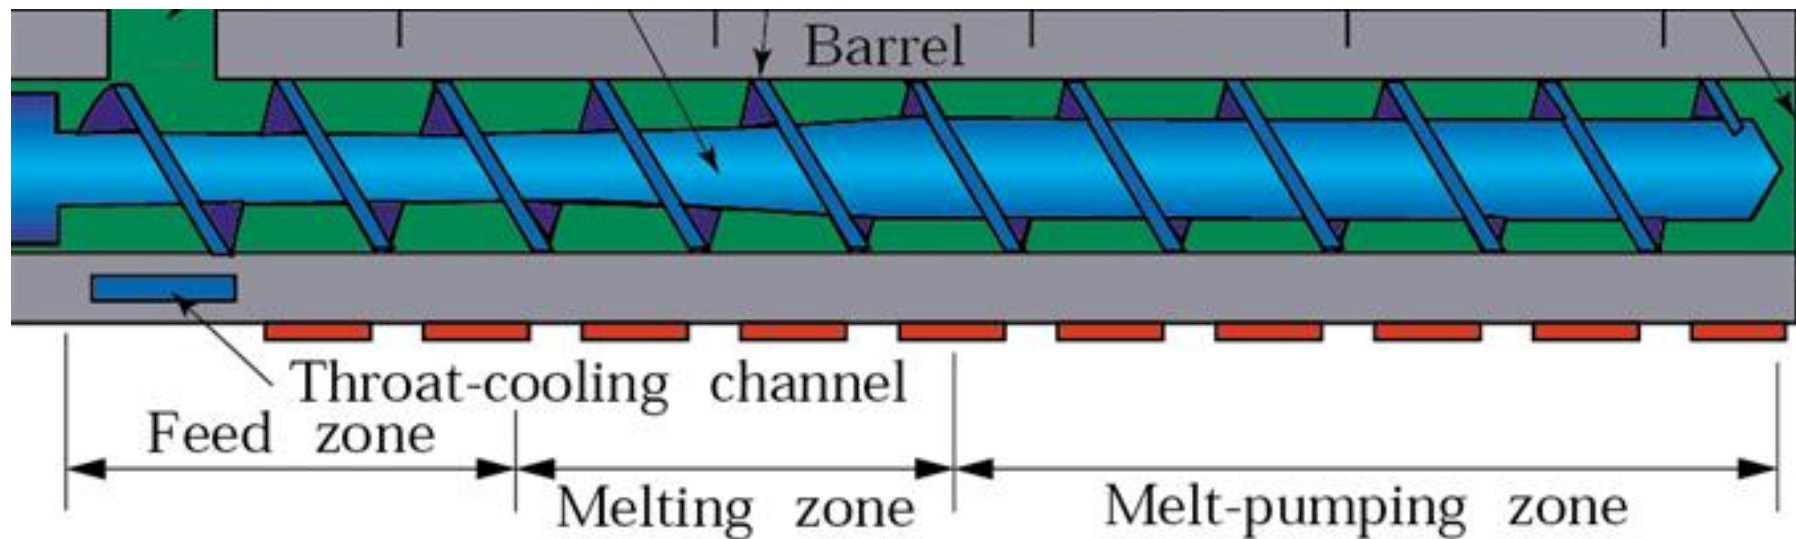 Barrel
Throat-cooling channel
Feed zone
Melting zone
Melt-pumping zone